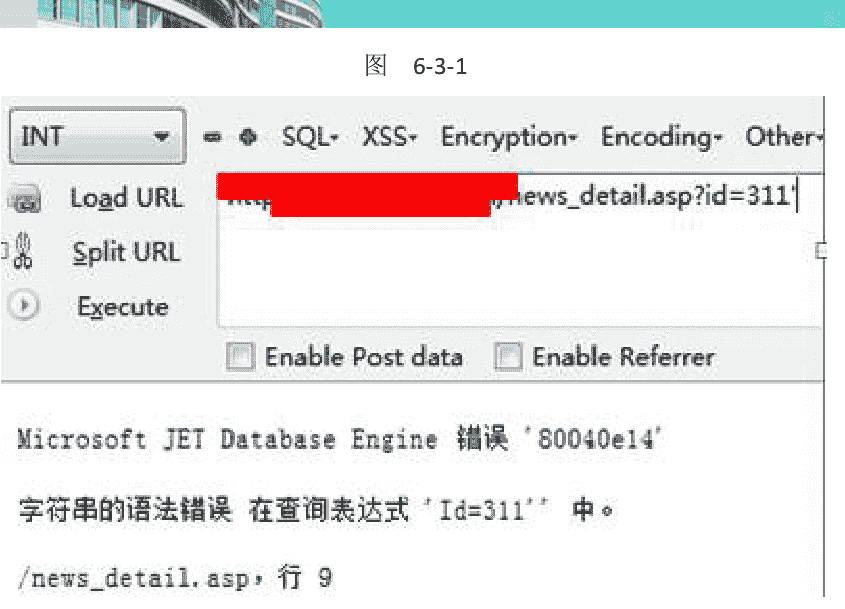 图 6-3-1
INT SQL XSS Encryption Encoding Other
Load URL /news_detail.asp?id=311'
Split URL
Execute
Enable Post data Enable Referrer
Microsoft JET Database Engine 错误 '80040e14'
字符串的语法错误 在查询表达式 'Id=311'' 中。
/news_detail.asp，行 9